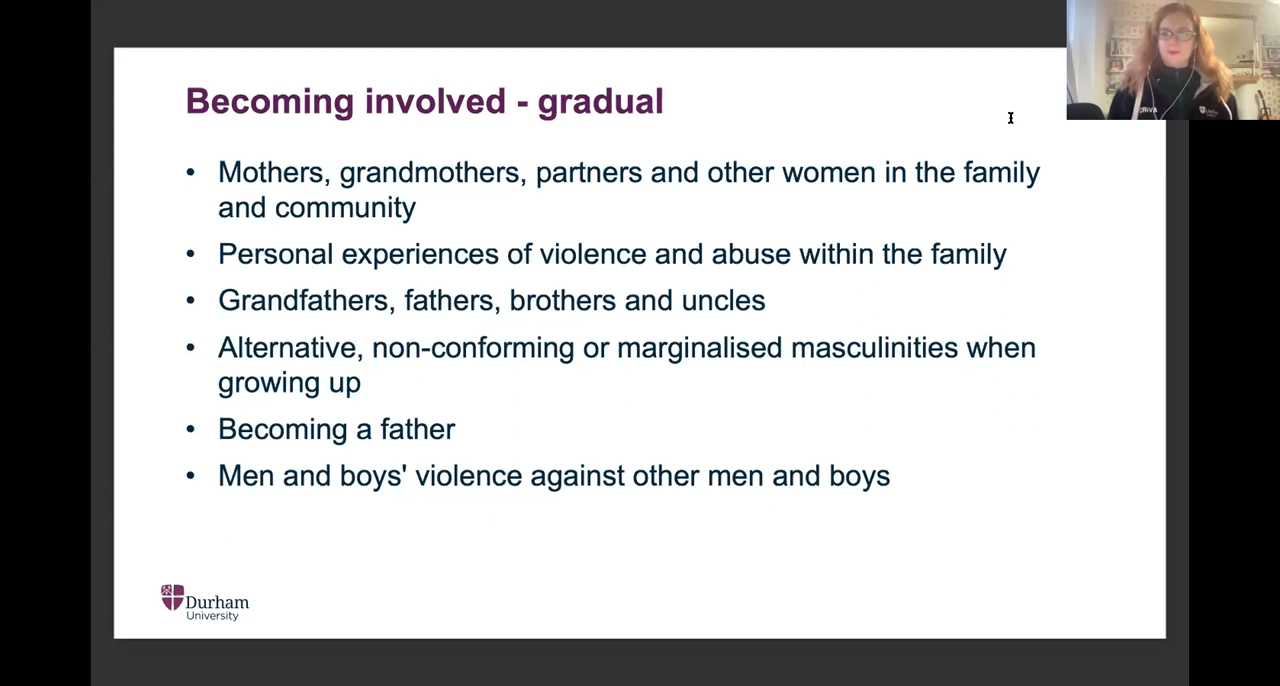 Becoming involved - gradual
• Mothers, grandmothers, partners and other women in the family
and community
• Personal experiences of violence and abuse within the family
• Grandfathers, fathers, brothers and uncles
• Alternative, non-conforming or marginalised masculinities when
growing up
• Becoming a father
• Men and boys' violence against other men and boys
Durham
University